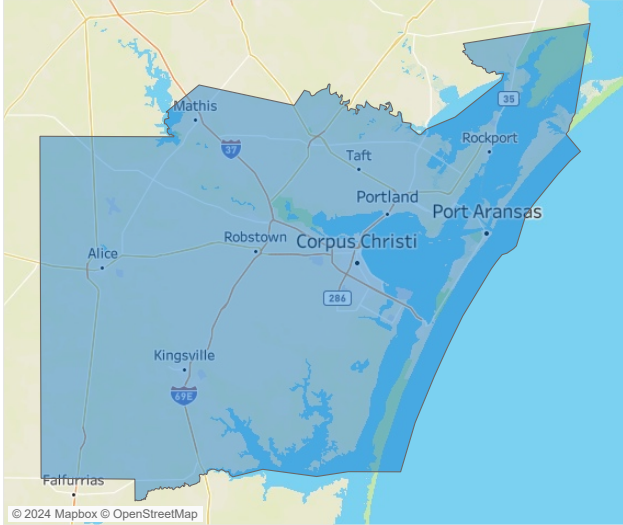 Mathis
35
37
Rockport
Taft
Portland
Port Aransas
Robstown
Corpus Christi
Alice
286
Kingsville
69E
Falfurrias
© 2024 Mapbox © OpenStreetMap